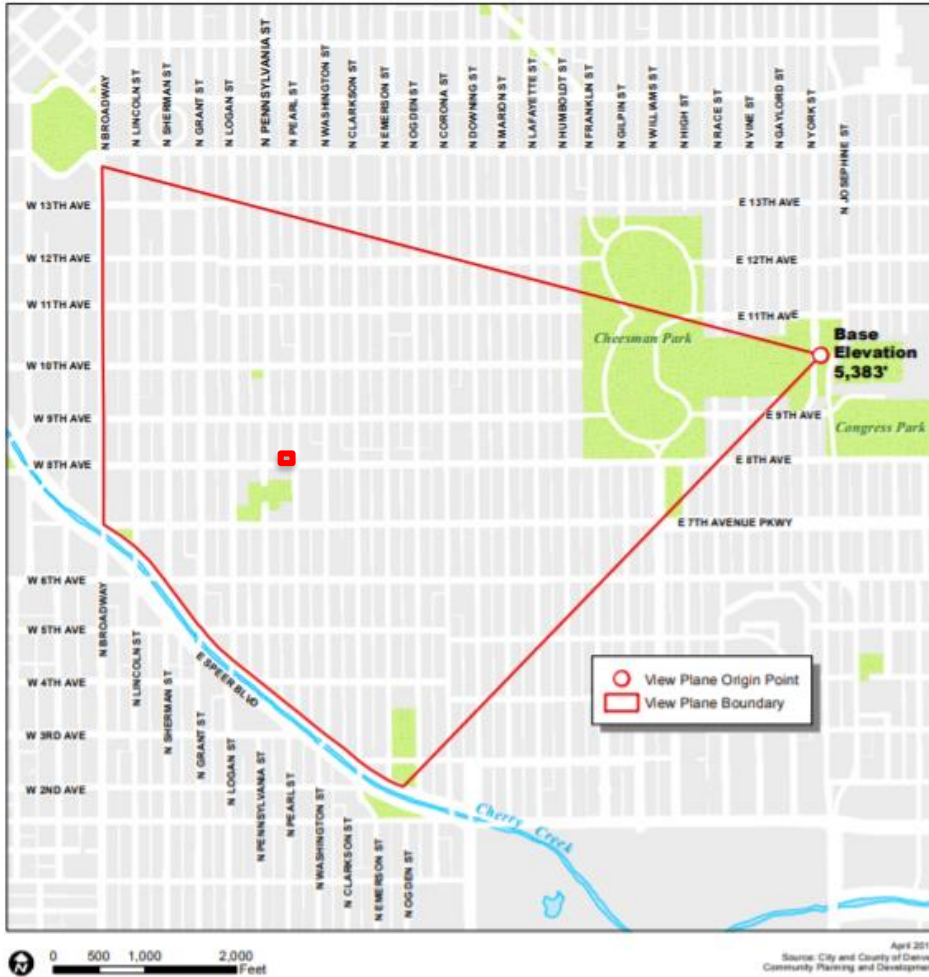 N BROADWAY
N LINCOLN ST
N SHERMAN ST
N GRANT ST
N LOGAN ST
N PENNSYLVANIA ST
N PEARL ST
N WASHINGTON ST
N CLARKSON ST
N EMERSON ST
N OGDEN ST
N CORONA ST
N DOWNING ST
N MARION ST
N LAFAYETTE ST
N HUMBOLDT ST
N FRANKLIN ST
N GILPIN ST
N WILLIAMS ST
N HIGH ST
N RACE ST
N VINE ST
N GAYLORD ST
N YORK ST
N JOSEPHINE ST
W 13TH AVE
E 13TH AVE
W 12TH AVE
E 12TH AVE
W 11TH AVE
E 11TH AVE
Cheesman Park
Base
Elevation
5,383'
W 10TH AVE
W 9TH AVE
E 9TH AVE
Congress Park
W 8TH AVE
E 8TH AVE
E 7TH AVENUE PKWY
W 6TH AVE
N BROADWAY
W 5TH AVE
E SPEER BLVD
W 4TH AVE
W 3RD AVE
W 2ND AVE
N LINCOLN ST
N SHERMAN ST
N GRANT ST
N LOGAN ST
N PENNSYLVANIA ST
N PEARL ST
N WASHINGTON ST
N CLARKSON ST
N EMERSON ST
N OGDEN ST
View Plane Origin Point
View Plane Boundary
Cherry Creek
N
0 500 1,000 2,000
Feet
April 201
Source: City and County of Denve
Community Planning and Developme